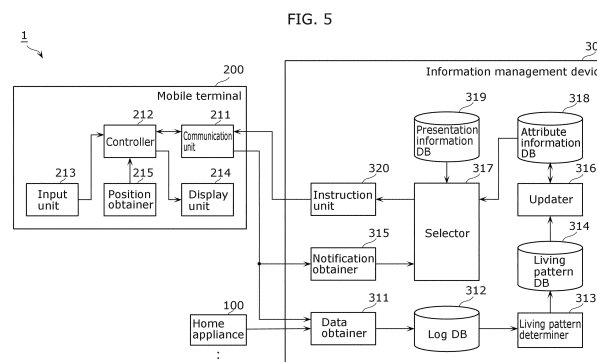 FIG. 5
1
30
Information management devic
200
Mobile terminal
212
Controller
211
Communication
unit
213
Input
unit
215
Position
obtainer
214
Display
unit
319
Presentation
information
DB
318
Attribute
information
DB
320
Instruction
unit
317
Selector
316
Updater
315
Notification
obtainer
314
Living
pattern
DB
100
Home
appliance
311
Data
obtainer
312
Log DB
313
Living pattern
determiner